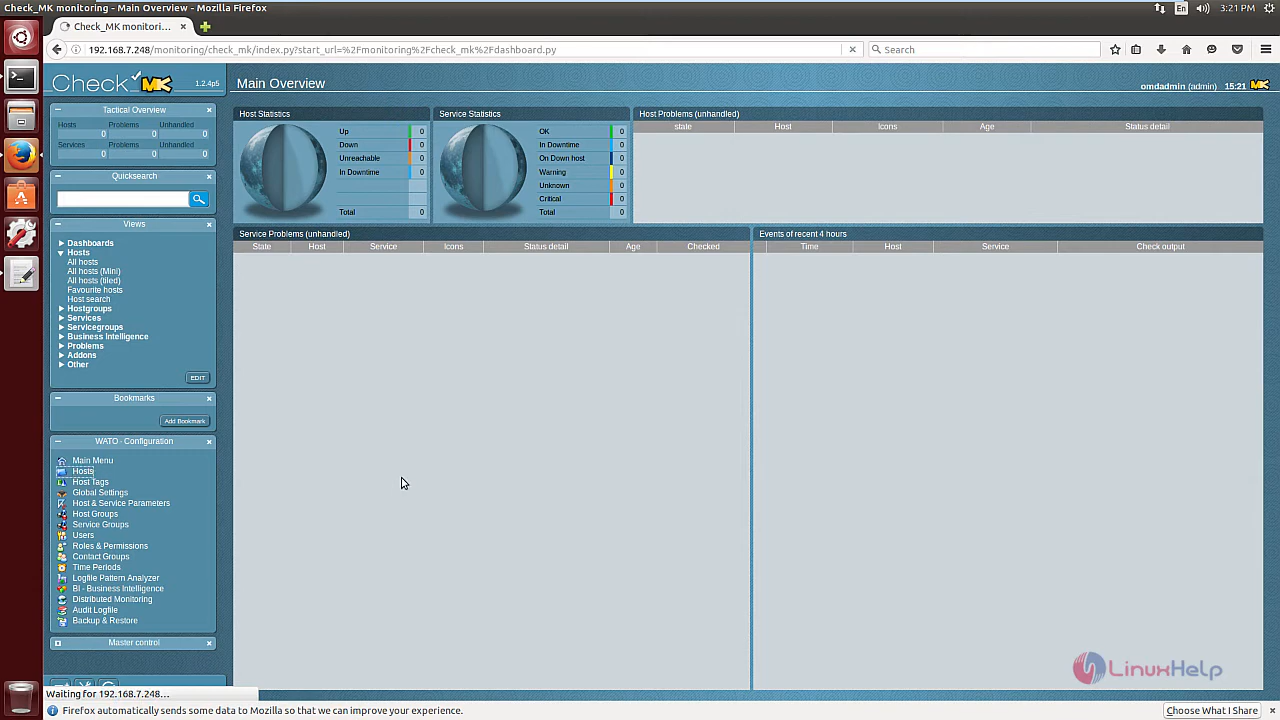 Check_MK monitoring - Main Overview - Mozilla Firefox
En
3:21 PM
Check_MK monitori...
192.168.7.248/monitoring/check_mk/index.py?start_url=%2Fmonitoring%2Fcheck_mk%2Fdashboard.py
Search
Check MK 1.2.4p5
Main Overview
omdadmin (admin) 15:21
Tactical Overview
Hosts Problems Unhandled
0 0 0
Services Problems Unhandled
0 0 0
Quicksearch
Views
Dashboards
Hosts
All hosts
All hosts (Mini)
All hosts (tiled)
Favourite hosts
Host search
Hostgroups
Services
Servicegroups
Business Intelligence
Problems
Addons
Other
EDIT
Bookmarks
Add Bookmark
WATO - Configuration
Main Menu
Hosts
Host Tags
Global Settings
Host & Service Parameters
Host Groups
Service Groups
Users
Roles & Permissions
Contact Groups
Time Periods
Logfile Pattern Analyzer
BI - Business Intelligence
Distributed Monitoring
Audit Logfile
Backup & Restore
Master control
Host Statistics
Up 0
Down 0
Unreachable 0
In Downtime 0
Total 0
Service Statistics
OK 0
In Downtime 0
On Down host 0
Warning 0
Unknown 0
Critical 0
Total 0
Host Problems (unhandled)
state Host Icons Age Status detail
Service Problems (unhandled)
State Host Service Icons Status detail Age Checked
Events of recent 4 hours
Time Host Service Check output
LINUXHELP
Waiting for 192.168.7.248...
Firefox automatically sends some data to Mozilla so that we can improve your experience.
Choose What I Share